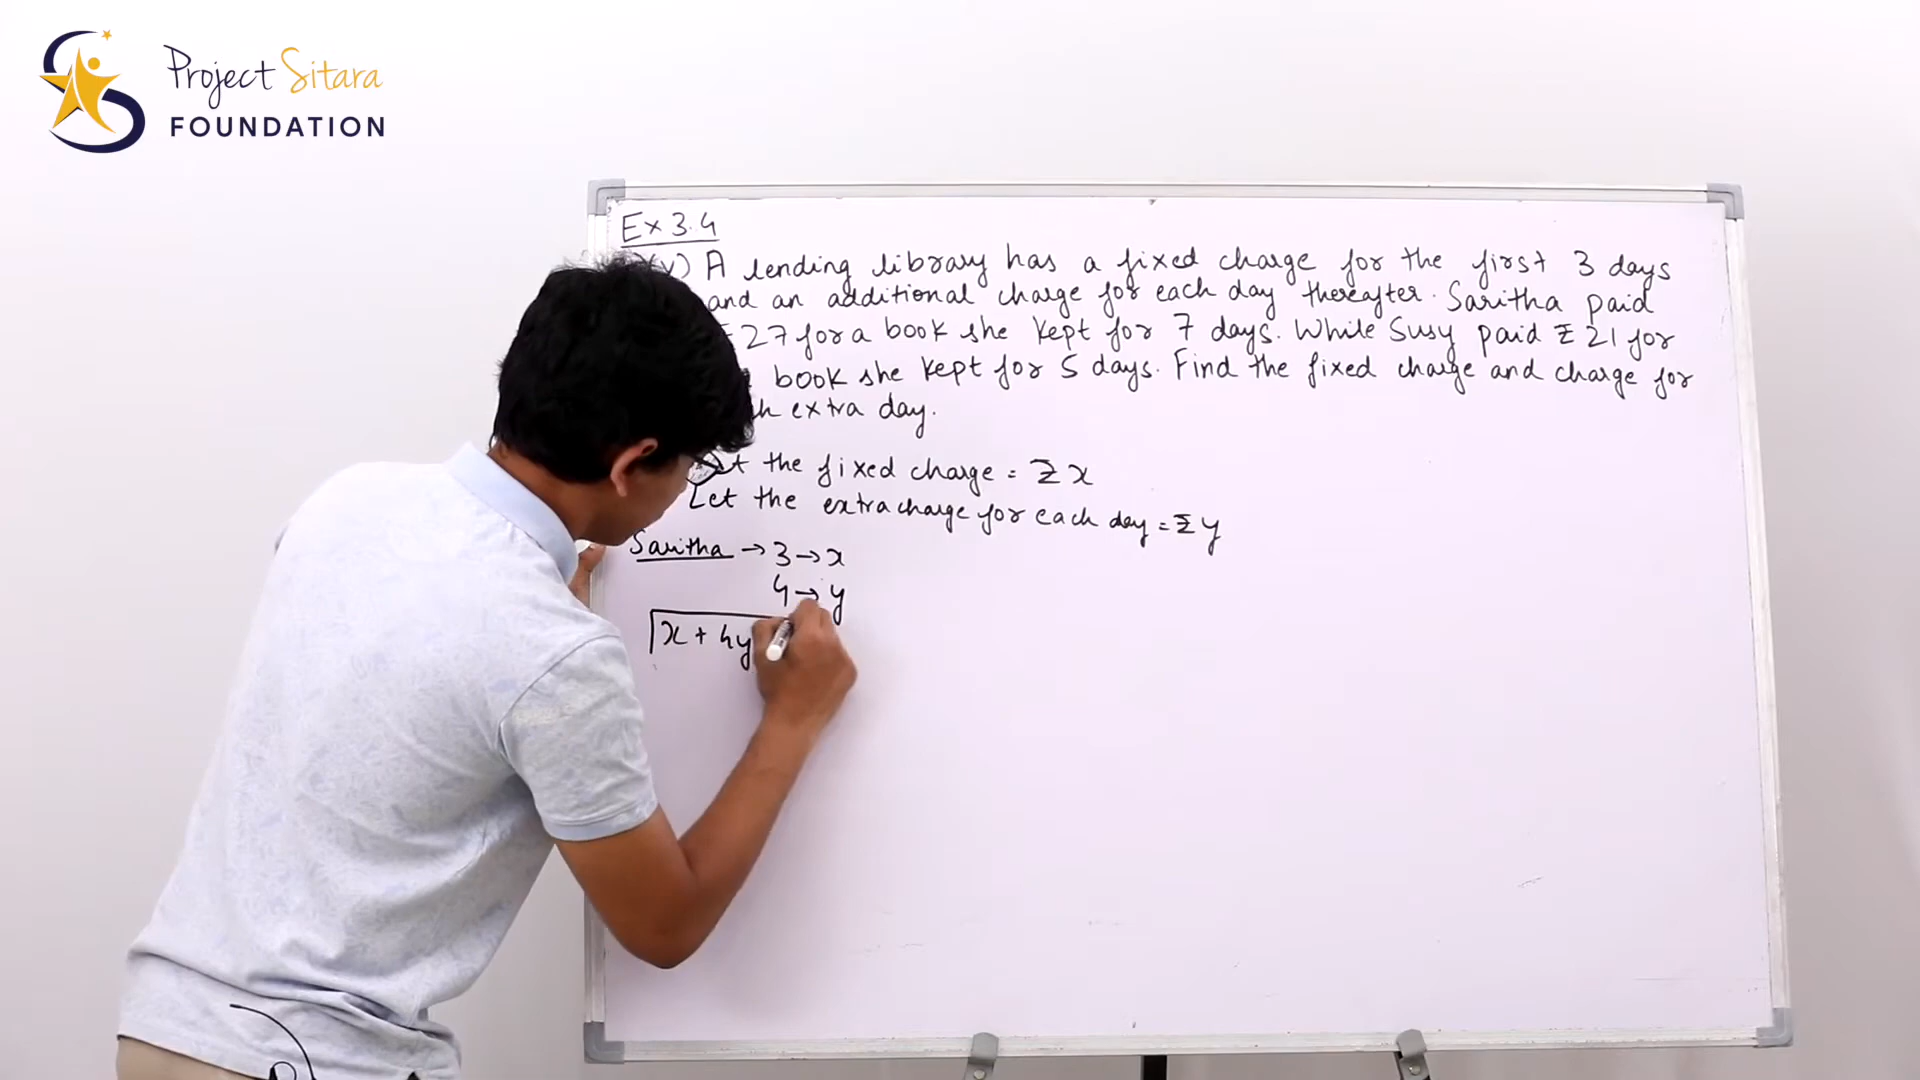 Project Sitara
FOUNDATION
Ex 3.4
v) A lending library has a fixed charge for the first 3 days
and an additional charge for each day thereafter. Saritha paid
27 for a book she kept for 7 days. While Susy paid ₹ 21 for
book she kept for 5 days. Find the fixed charge and charge for
extra day.
the fixed charge = ₹ x
Let the extra charge for each day = ₹ y
Saritha → 3 → x
4 → y
x + 4y